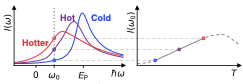 I(ω)
Hot
Cold
Hotter
0
ω₀
E_P
ħω
I(ω₀)
T